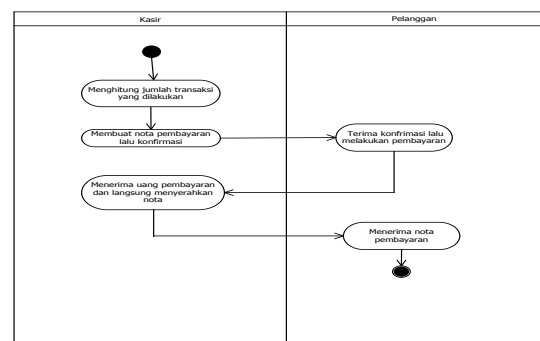 Kasir
Pelanggan
Menghitung jumlah transaksi
yang dilakukan
Membuat nota pembayaran
lalu konfirmasi
Terima konfrimasi lalu
melakukan pembayaran
Menerima uang pembayaran
dan langsung menyerahkan
nota
Menerima nota
pembayaran